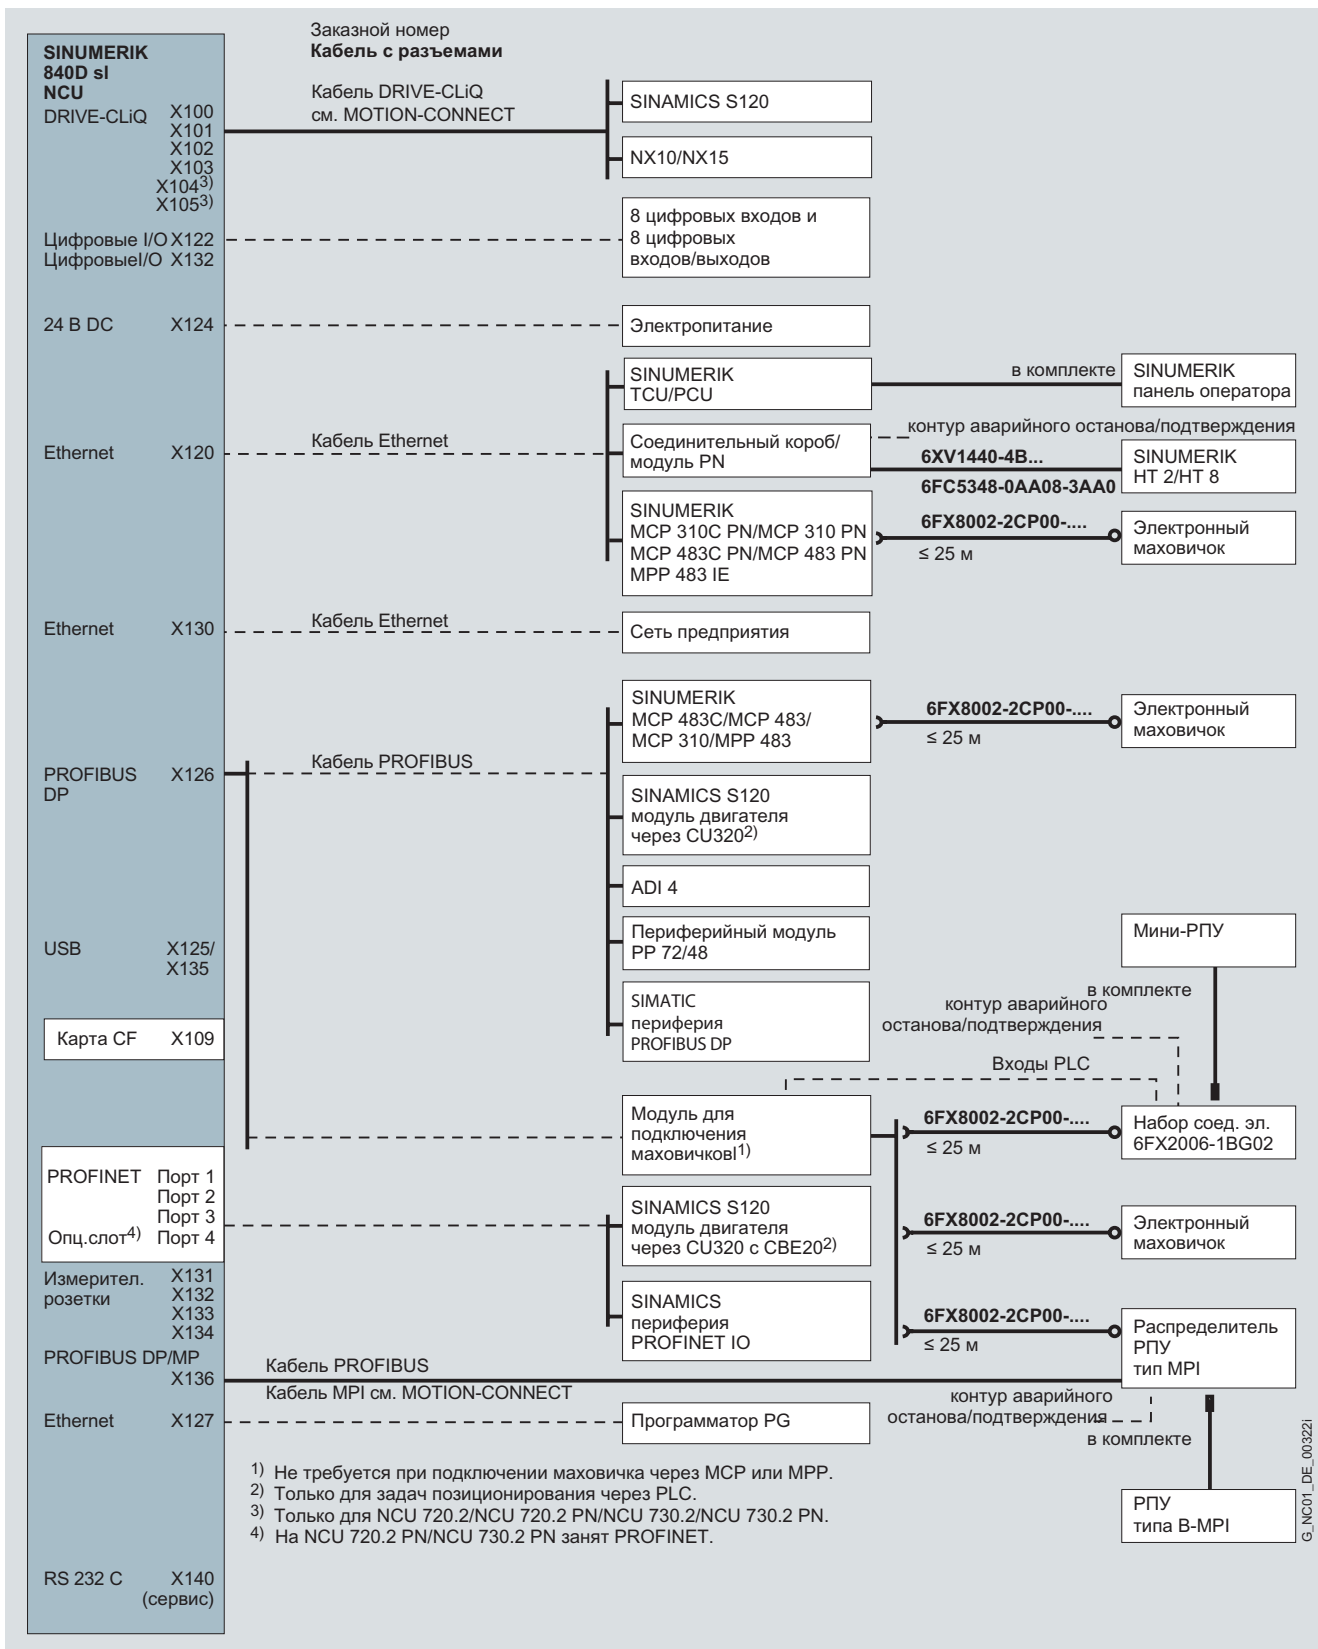 Заказной номер
Кабель с разъемами
SINUMERIK
840D sl
NCU
DRIVE-CLiQ
X100
X101
X102
X103
X1043)
X1053)
Кабель DRIVE-CLiQ
см. MOTION-CONNECT
SINAMICS S120
NX10/NX15
Цифровые I/O X122
ЦифровыеI/O X132
8 цифровых входов и
8 цифровых
входов/выходов
24 В DC X124
Электропитание
SINUMERIK
TCU/PCU
в комплекте
SINUMERIK
панель оператора
Ethernet X120
Кабель Ethernet
Соединительный короб/
модуль PN
контур аварийного останова/подтверждения
6XV1440-4B...
6FC5348-0AA08-3AA0
SINUMERIK
HT 2/HT 8
SINUMERIK
MCP 310C PN/MCP 310 PN
MCP 483C PN/MCP 483 PN
MPP 483 IE
6FX8002-2CP00-....
≤ 25 м
Электронный
маховичок
Ethernet X130
Кабель Ethernet
Сеть предприятия
SINUMERIK
MCP 483C/MCP 483/
MCP 310/MPP 483
6FX8002-2CP00-....
≤ 25 м
Электронный
маховичок
PROFIBUS X126
DP
Кабель PROFIBUS
SINAMICS S120
модуль двигателя
через CU3202)
ADI 4
USB X125/
X135
Периферийный модуль
PP 72/48
Мини-РПУ
в комплекте
контур аварийного
останова/подтверждения
SIMATIC
периферия
PROFIBUS DP
Карта CF X109
Входы PLC
Модуль для
подключения
маховичковI1)
6FX8002-2CP00-....
≤ 25 м
Набор соед. эл.
6FX2006-1BG02
PROFINET Порт 1
Порт 2
Порт 3
Опц.слот4) Порт 4
SINAMICS S120
модуль двигателя
через CU320 с CBE202)
6FX8002-2CP00-....
≤ 25 м
Электронный
маховичок
Измерител.
розетки
X131
X132
X133
X134
SINAMICS
периферия
PROFINET IO
6FX8002-2CP00-....
≤ 25 м
Распределитель
РПУ
тип MPI
PROFIBUS DP/MP
X136
Кабель PROFIBUS
Кабель MPI см. MOTION-CONNECT
контур аварийного
останова/подтверждения
в комплекте
Ethernet X127
Программатор PG
РПУ
типа B-MPI
1) Не требуется при подключении маховичка через MCP или MPP.
2) Только для задач позиционирования через PLC.
3) Только для NCU 720.2/NCU 720.2 PN/NCU 730.2/NCU 730.2 PN.
4) На NCU 720.2 PN/NCU 730.2 PN занят PROFINET.
RS 232 C X140
(сервис)
G_NC01_DE_00322i